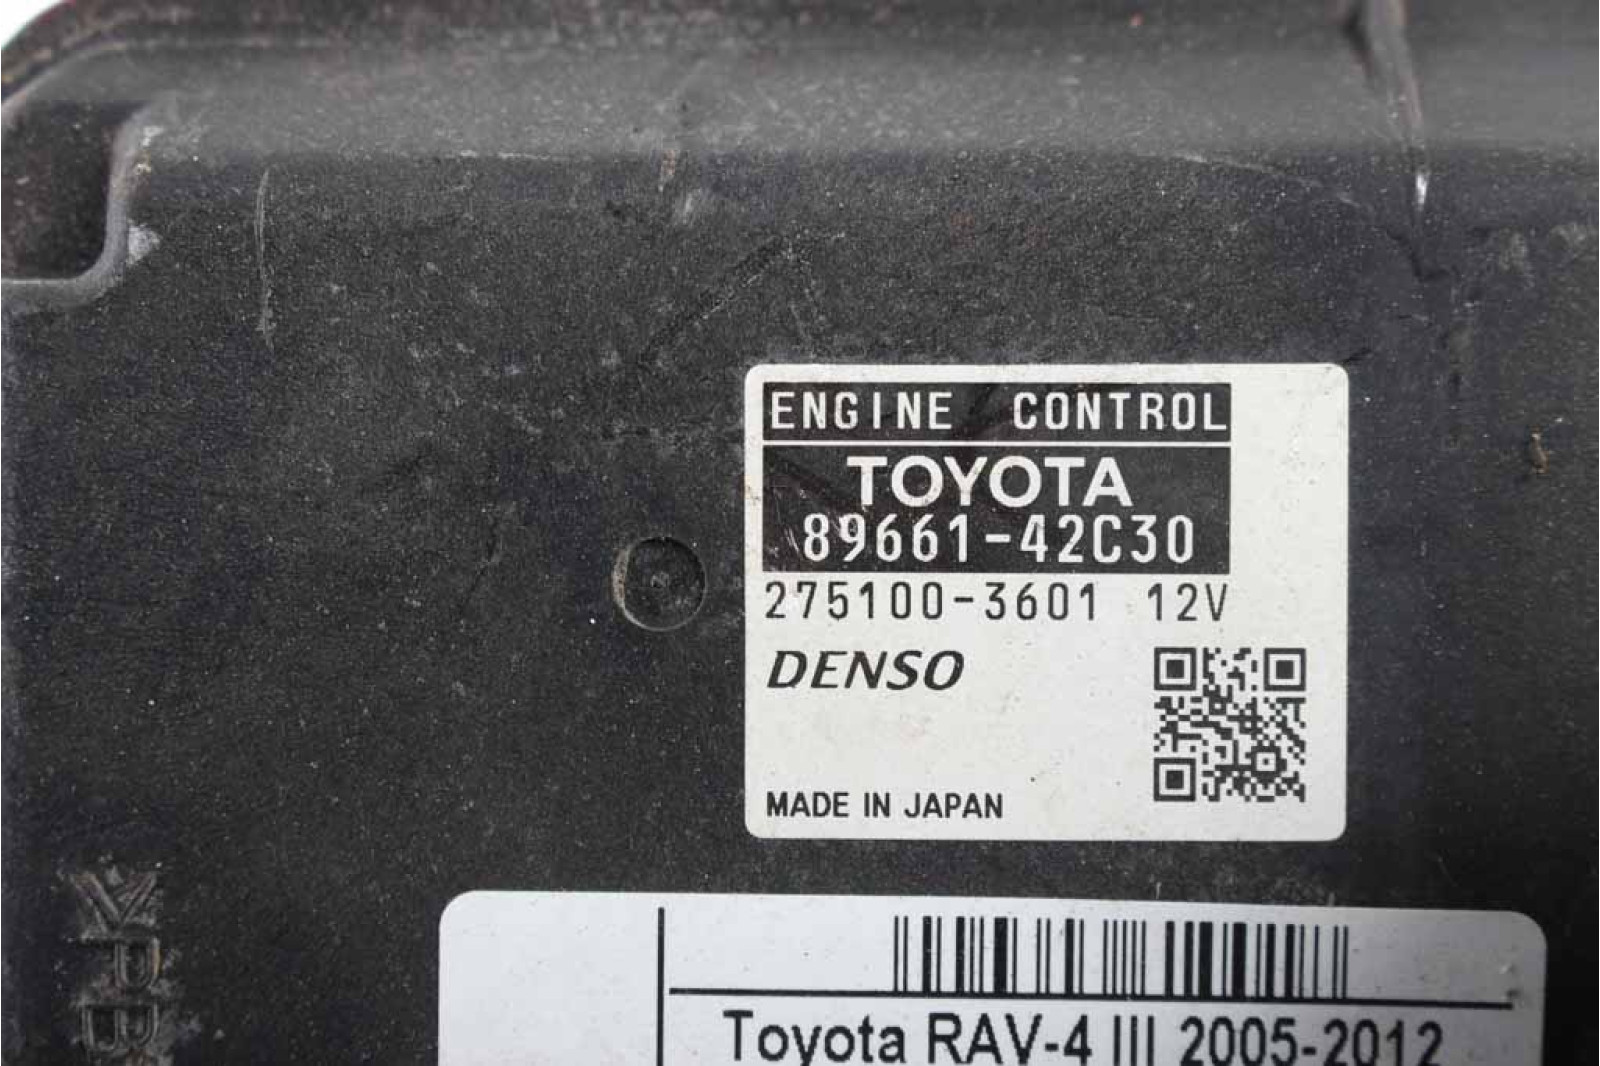 ENGINE CONTROL
TOYOTA
89661-42C30
275100-3601 12V
DENSO
MADE IN JAPAN
Toyota RAV-4 III 2005-2012